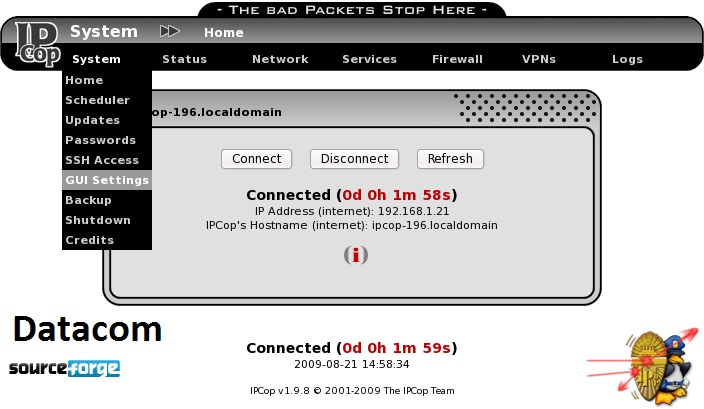 - THE BAD PACKETS STOP HERE -
IP Cop
System Home
System Status Network Services Firewall VPNs Logs
Home
Scheduler
Updates
Passwords
SSH Access
GUI Settings
Backup
Shutdown
Credits
cop-196.localdomain
Connect Disconnect Refresh
Connected (0d 0h 1m 58s)
IP Address (internet): 192.168.1.21
IPCop's Hostname (internet): ipcop-196.localdomain
(i)
Datacom
sourceforge
Connected (0d 0h 1m 59s)
2009-08-21 14:58:34
IPCop v1.9.8 © 2001-2009 The IPCop Team